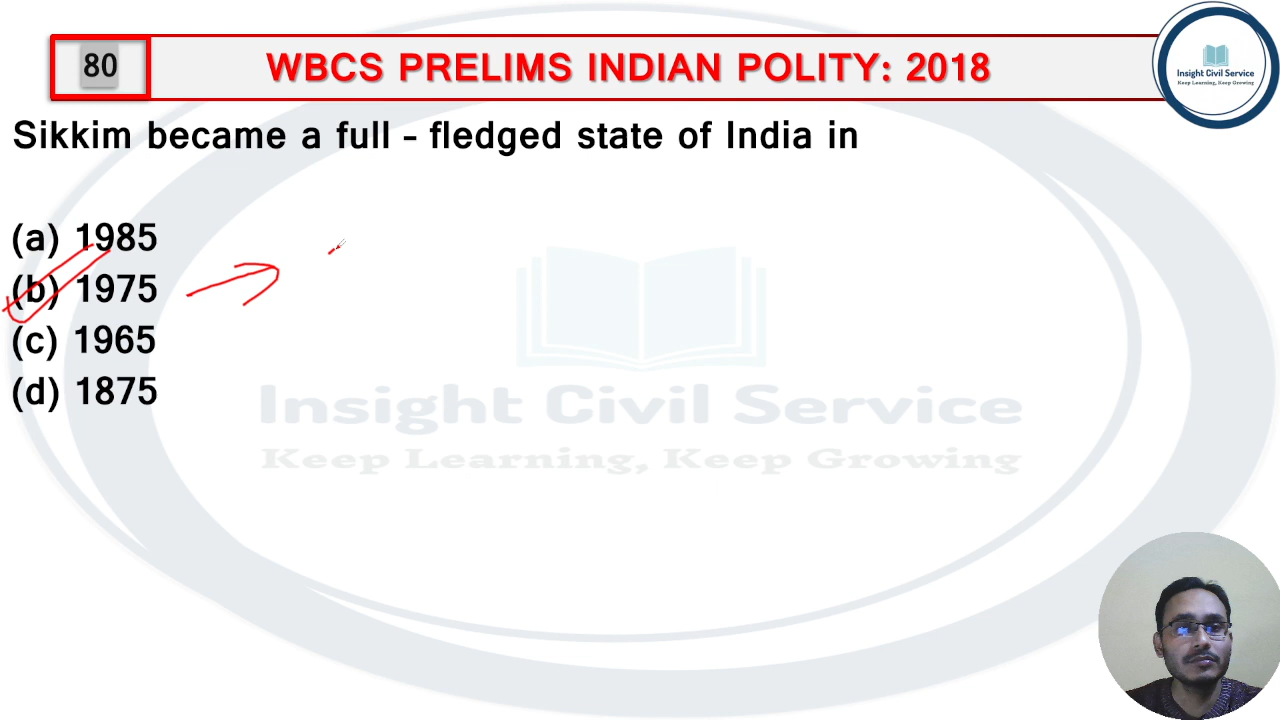 80
WBCS PRELIMS INDIAN POLITY: 2018
Insight Civil Service
Keep Learning, Keep Growing
Sikkim became a full - fledged state of India in
(a) 1985
(b) 1975
(c) 1965
(d) 1875
Insight Civil Service
Keep Learning, Keep Growing